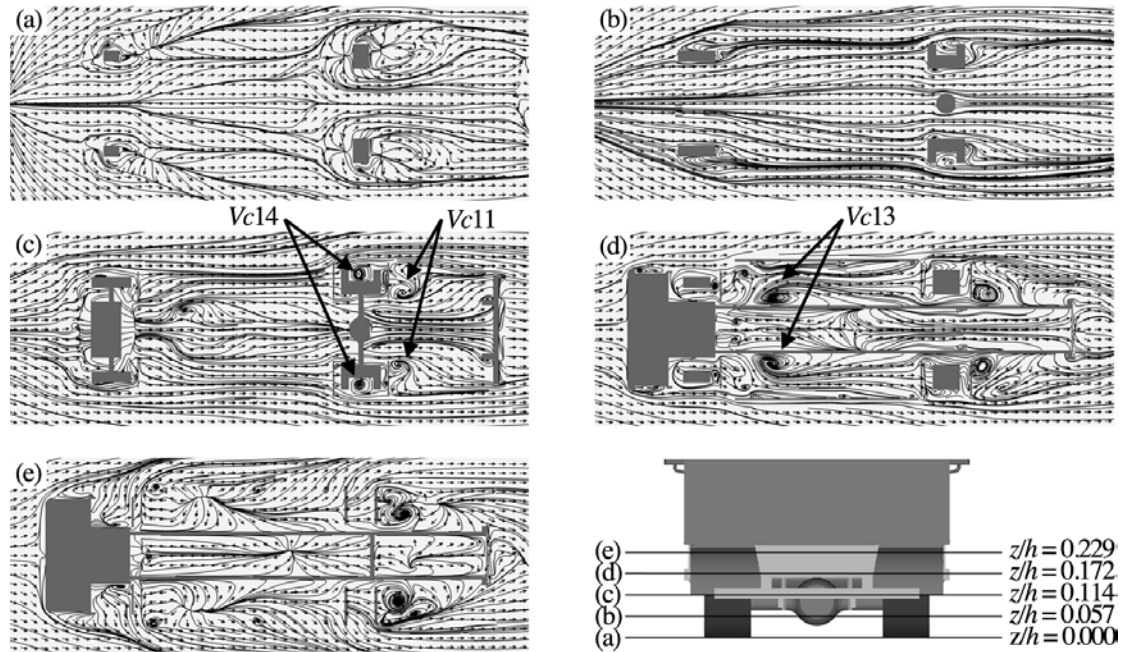 (a)
(b)
Vc14
Vc11
Vc13
(c)
(d)
(e)
(e) z/h = 0.229
(d) z/h = 0.172
(c) z/h = 0.114
(b) z/h = 0.057
(a) z/h = 0.000